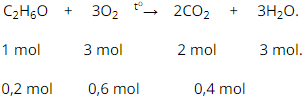 C₂H₆O + 3O₂ t°→ 2CO₂ + 3H₂O.
1 mol 3 mol 2 mol 3 mol.
0,2 mol 0,6 mol 0,4 mol